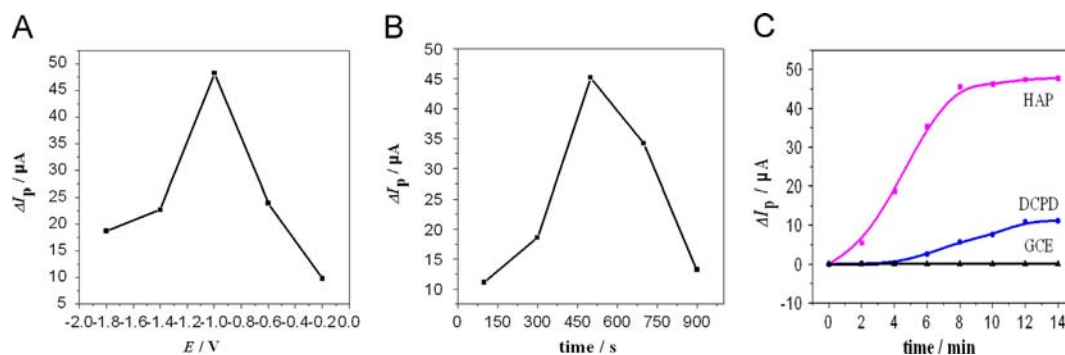 A
50
45
40
35
30
25
20
15
10
5
ΔIp / µA
-2.0-1.8-1.6-1.4-1.2-1.0-0.8-0.6-0.4-0.20.0
E / V
B
50
45
40
35
30
25
20
15
10
ΔIp / µA
0 150 300 450 600 750 900
time / s
C
50
40
30
20
10
0
-10
ΔIp / µA
HAP
DCPD
GCE
0 2 4 6 8 10 12 14
time / min